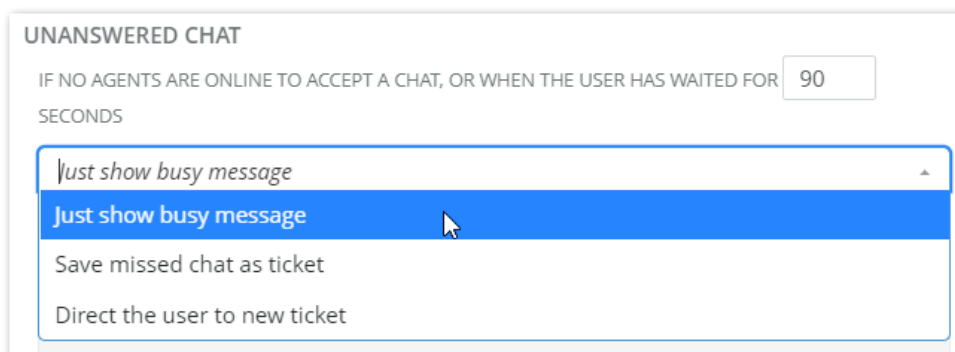 UNANSWERED CHAT
IF NO AGENTS ARE ONLINE TO ACCEPT A CHAT, OR WHEN THE USER HAS WAITED FOR 90
SECONDS
Just show busy message
Just show busy message
Save missed chat as ticket
Direct the user to new ticket